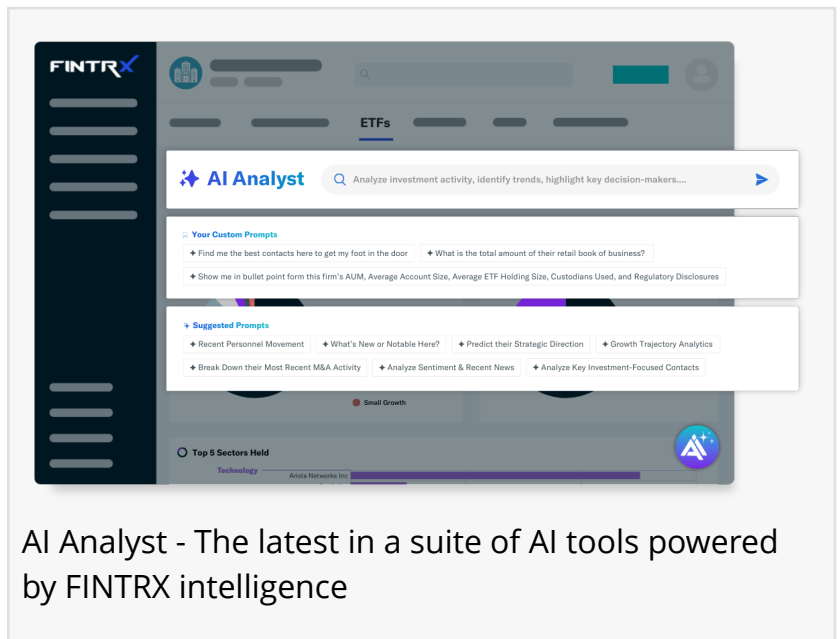 FINTRX
ETFs
AI Analyst
Analyze investment activity, identify trends, highlight key decision-makers....
Your Custom Prompts
+ Find me the best contacts here to get my foot in the door + What is the total amount of their retail book of business?
+ Show me in bullet point form this firm's AUM, Average Account Size, Average ETF Holding Size, Custodians Used, and Regulatory Disclosures
Suggested Prompts
+ Recent Personnel Movement + What's New or Notable Here? + Predict their Strategic Direction + Growth Trajectory Analytics
+ Break Down their Most Recent M&A Activity + Analyze Sentiment & Recent News + Analyze Key Investment-Focused Contacts
Small Growth
Top 5 Sectors Held
Technology
Arista Networks Inc
AI
AI Analyst - The latest in a suite of AI tools powered
by FINTRX intelligence